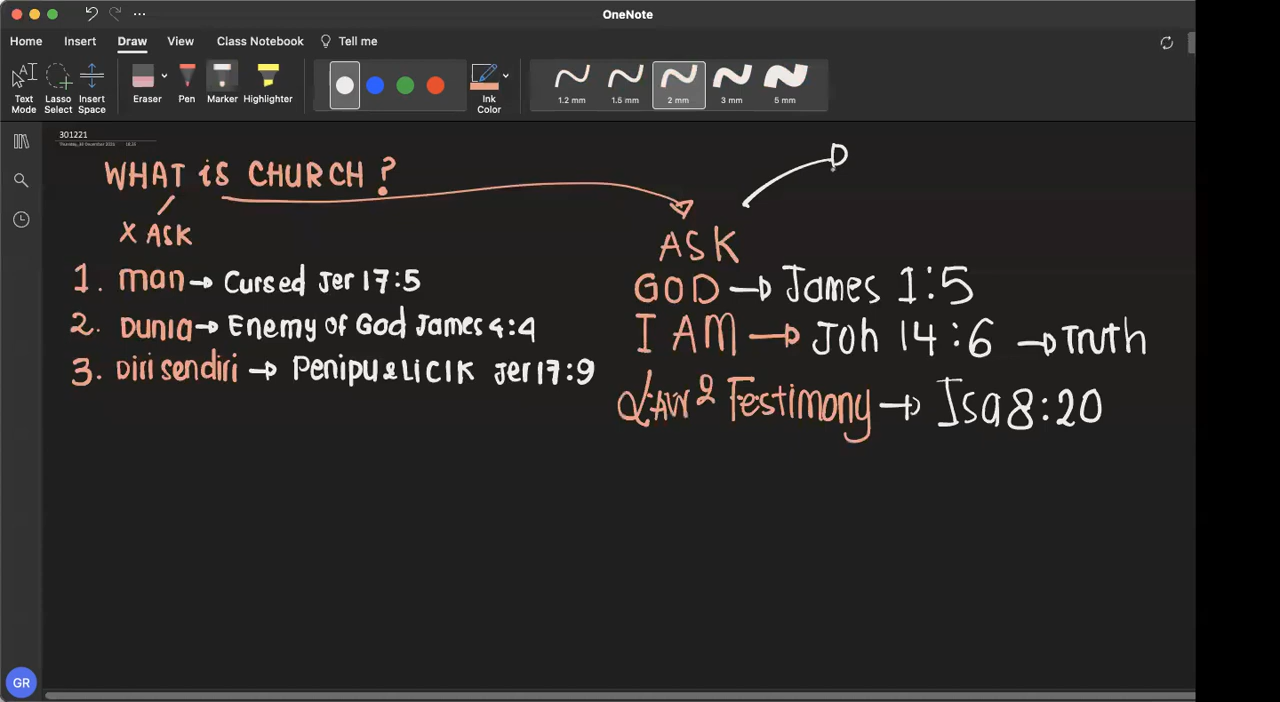 OneNote
Home Insert Draw View Class Notebook Tell me
Text Mode
Lasso Select
Insert Space
Eraser
Pen
Marker
Highlighter
Ink Color
1.2 mm
1.5 mm
2 mm
3 mm
5 mm
301221
WHAT is CHURCH ?
X ASK
1. man → Cursed Jer 17:5
2. DUNIA → Enemy of God James 4:4
3. Diri sendiri → Penipu & LiCIK Jer 17:9
ASK
GOD → James 1:5
I AM → JOH 14:6 → Truth
LAW & Testimony → Isa 8:20
GR